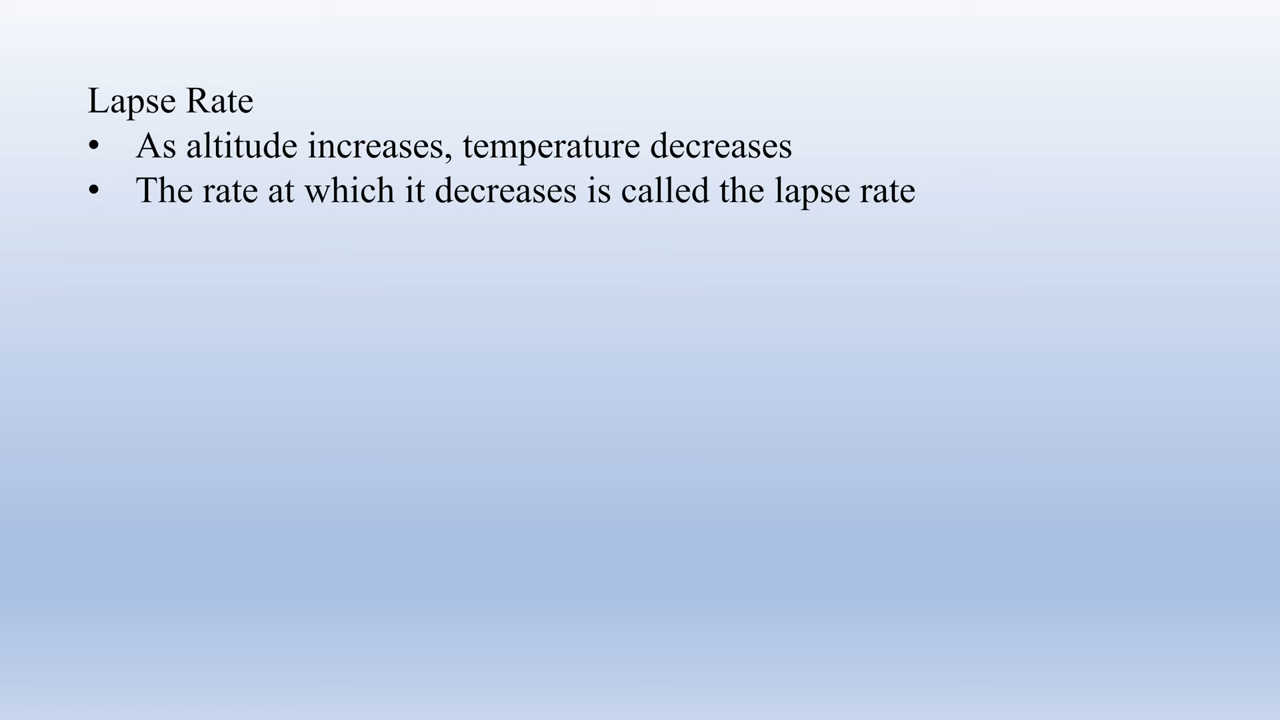 Lapse Rate
• As altitude increases, temperature decreases
• The rate at which it decreases is called the lapse rate